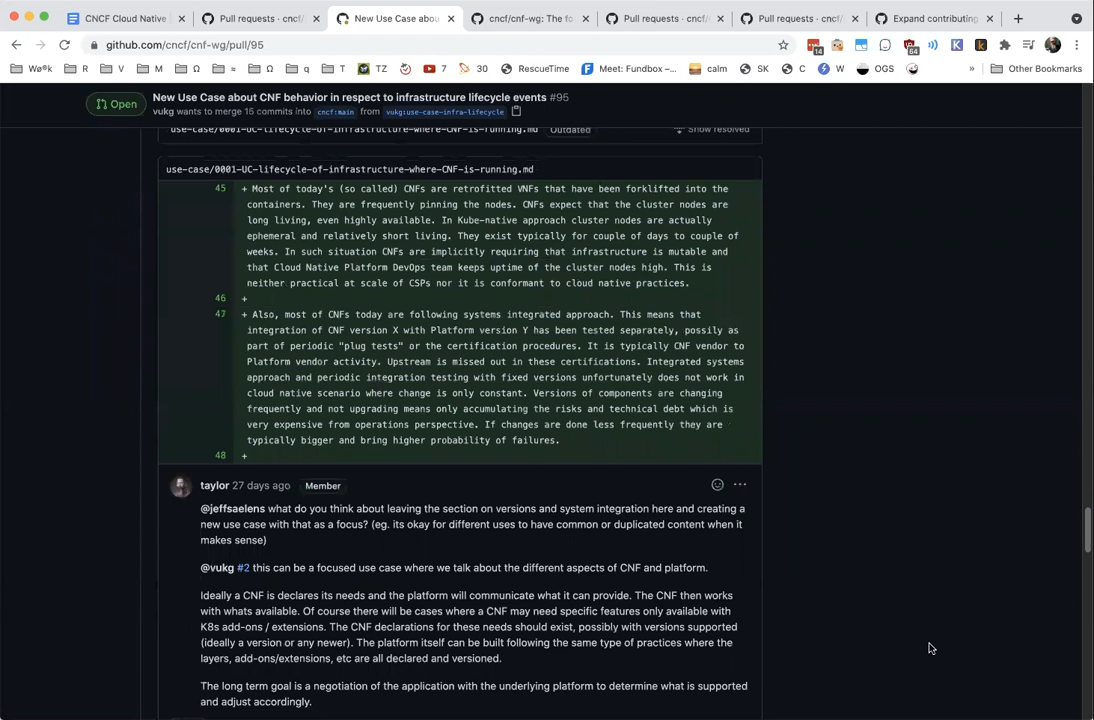 CNCF Cloud Native
Pull requests · cncf/
New Use Case abou
cncf/cnf-wg: The fo
Pull requests · cncf/
Pull requests · cncf/
Expand contributing
github.com/cncf/cnf-wg/pull/95
14
64
Wø®k
R
V
M
Ω
≈
Ω
q
T
TZ
7
30
RescueTime
Meet: Fundbox –...
calm
SK
C
W
OGS
»
Other Bookmarks
Open
New Use Case about CNF behavior in respect to infrastructure lifecycle events #95
vukg wants to merge 15 commits into cncf:main from vukg:use-case-infra-lifecycle
use-case/0001-UC-lifecycle-of-infrastructure-where-CNF-is-running.md Outdated Show resolved
use-case/0001-UC-lifecycle-of-infrastructure-where-CNF-is-running.md
45 + Most of today's (so called) CNFs are retrofitted VNFs that have been forklifted into the
containers. They are frequently pinning the nodes. CNFs expect that the cluster nodes are
long living, even highly available. In Kube-native approach cluster nodes are actually
ephemeral and relatively short living. They exist typically for couple of days to couple of
weeks. In such situation CNFs are implicitly requiring that infrastructure is mutable and
that Cloud Native Platform DevOps team keeps uptime of the cluster nodes high. This is
neither practical at scale of CSPs nor it is conformant to cloud native practices.
46 +
47 + Also, most of CNFs today are following systems integrated approach. This means that
integration of CNF version X with Platform version Y has been tested separately, possily as
part of periodic "plug tests" or the certification procedures. It is typically CNF vendor to
Platform vendor activity. Upstream is missed out in these certifications. Integrated systems
approach and periodic integration testing with fixed versions unfortunately does not work in
cloud native scenario where change is only constant. Versions of components are changing
frequently and not upgrading means only accumulating the risks and technical debt which is
very expensive from operations perspective. If changes are done less frequently they are
typically bigger and bring higher probability of failures.
48 +
taylor 27 days ago Member
@jeffsaelens what do you think about leaving the section on versions and system integration here and creating a
new use case with that as a focus? (eg. its okay for different uses to have common or duplicated content when it
makes sense)
@vukg #2 this can be a focused use case where we talk about the different aspects of CNF and platform.
Ideally a CNF is declares its needs and the platform will communicate what it can provide. The CNF then works
with whats available. Of course there will be cases where a CNF may need specific features only available with
K8s add-ons / extensions. The CNF declarations for these needs should exist, possibly with versions supported
(ideally a version or any newer). The platform itself can be built following the same type of practices where the
layers, add-ons/extensions, etc are all declared and versioned.
The long term goal is a negotiation of the application with the underlying platform to determine what is supported
and adjust accordingly.